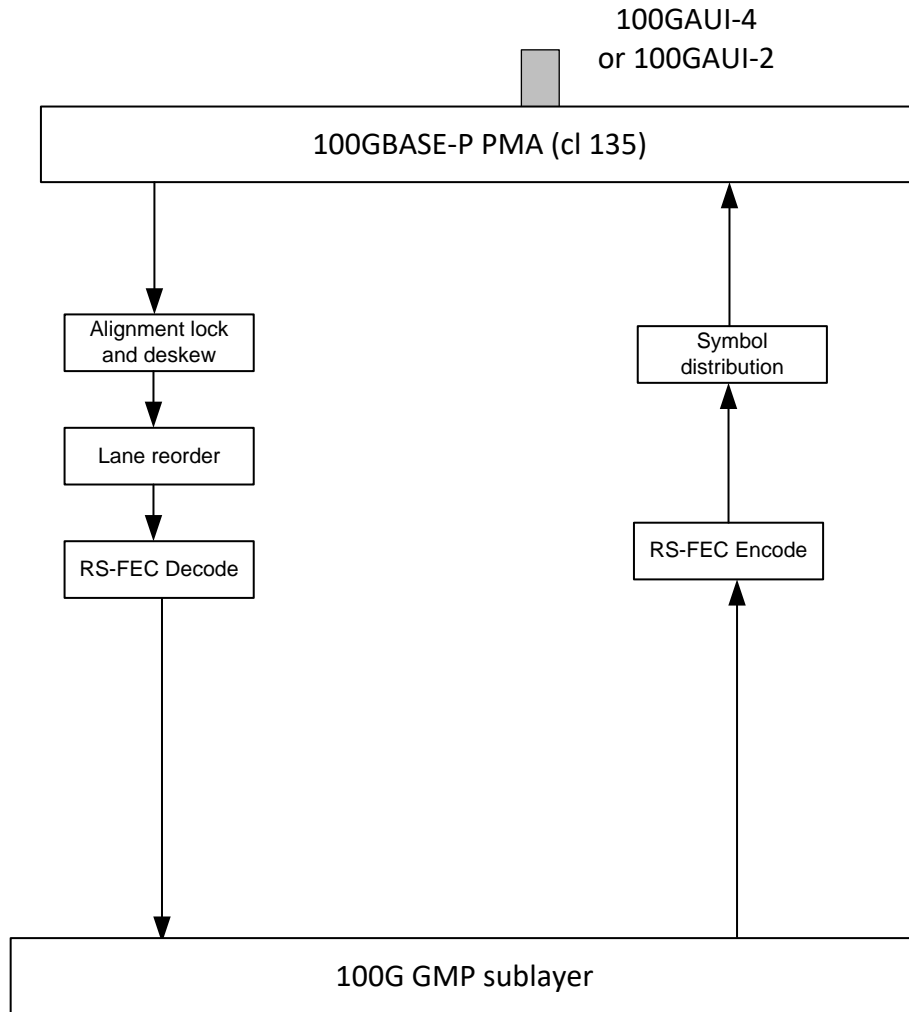 100GAUI-4
or 100GAUI-2
100GBASE-P PMA (cl 135)
Alignment lock
and deskew
Lane reorder
RS-FEC Decode
Symbol
distribution
RS-FEC Encode
100G GMP sublayer